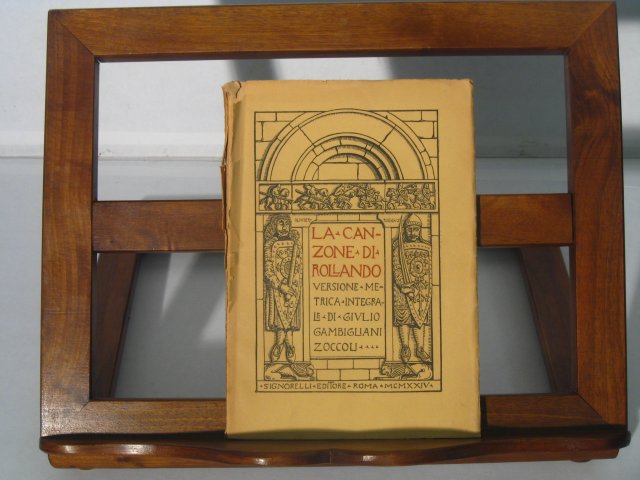 LA · CAN-
ZONE · DI
ROLLANDO
VERSIONE · ME-
TRICA · INTEGRA-
LE · DI · GIVLIO
GAMBIGLIANI
ZOCCOLI · · · ·
· SIGNORELLI · EDITORE · ROMA · MCMXXIV ·